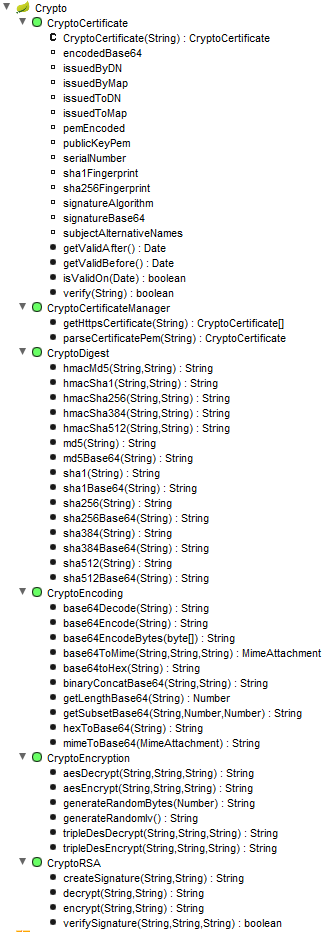 Crypto
CryptoCertificate
CryptoCertificate(String) : CryptoCertificate
encodedBase64
issuedByDN
issuedByMap
issuedToDN
issuedToMap
pemEncoded
publicKeyPem
serialNumber
sha1Fingerprint
sha256Fingerprint
signatureAlgorithm
signatureBase64
subjectAlternativeNames
getValidAfter() : Date
getValidBefore() : Date
isValidOn(Date) : boolean
verify(String) : boolean
CryptoCertificateManager
getHttpsCertificate(String) : CryptoCertificate[]
parseCertificatePem(String) : CryptoCertificate
CryptoDigest
hmacMd5(String,String) : String
hmacSha1(String,String) : String
hmacSha256(String,String) : String
hmacSha384(String,String) : String
hmacSha512(String,String) : String
md5(String) : String
md5Base64(String) : String
sha1(String) : String
sha1Base64(String) : String
sha256(String) : String
sha256Base64(String) : String
sha384(String) : String
sha384Base64(String) : String
sha512(String) : String
sha512Base64(String) : String
CryptoEncoding
base64Decode(String) : String
base64Encode(String) : String
base64EncodeBytes(byte[]) : String
base64ToMime(String,String,String) : MimeAttachment
base64toHex(String) : String
binaryConcatBase64(String,String) : String
getLengthBase64(String) : Number
getSubsetBase64(String,Number,Number) : String
hexToBase64(String) : String
mimeToBase64(MimeAttachment) : String
CryptoEncryption
aesDecrypt(String,String,String) : String
aesEncrypt(String,String,String) : String
generateRandomBytes(Number) : String
generateRandomIv() : String
tripleDesDecrypt(String,String,String) : String
tripleDesEncrypt(String,String,String) : String
CryptoRSA
createSignature(String,String) : String
decrypt(String,String) : String
encrypt(String,String) : String
verifySignature(String,String,String) : boolean